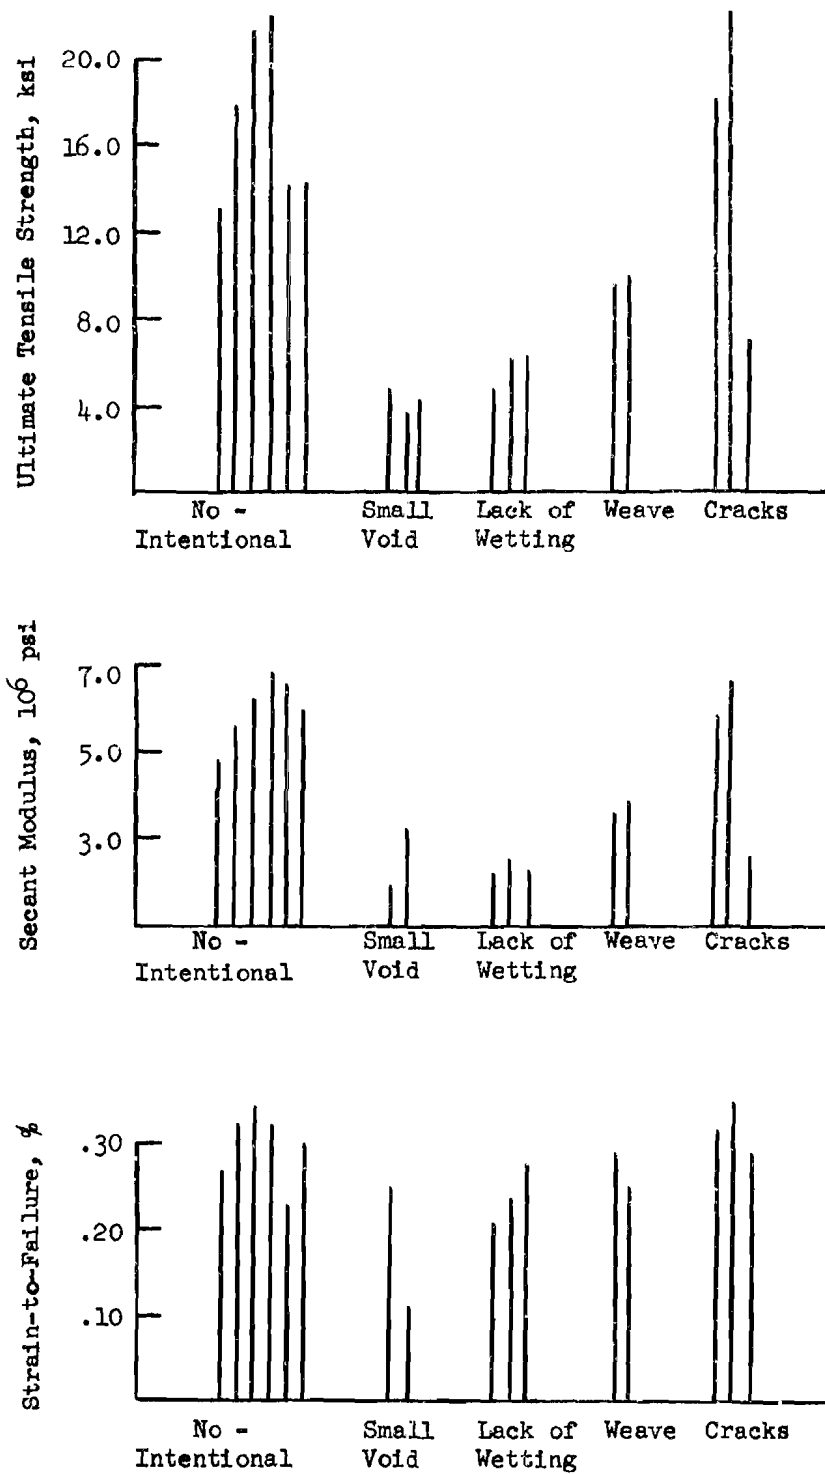 Ultimate Tensile Strength, ksi
20.0
16.0
12.0
8.0
4.0
No - Small Lack of Weave Cracks
Intentional Void Wetting
Secant Modulus, 10⁶ psi
7.0
5.0
3.0
No - Small Lack of Weave Cracks
Intentional Void Wetting
Strain-to-Failure, %
.30
.20
.10
No - Small Lack of Weave Cracks
Intentional Void Wetting